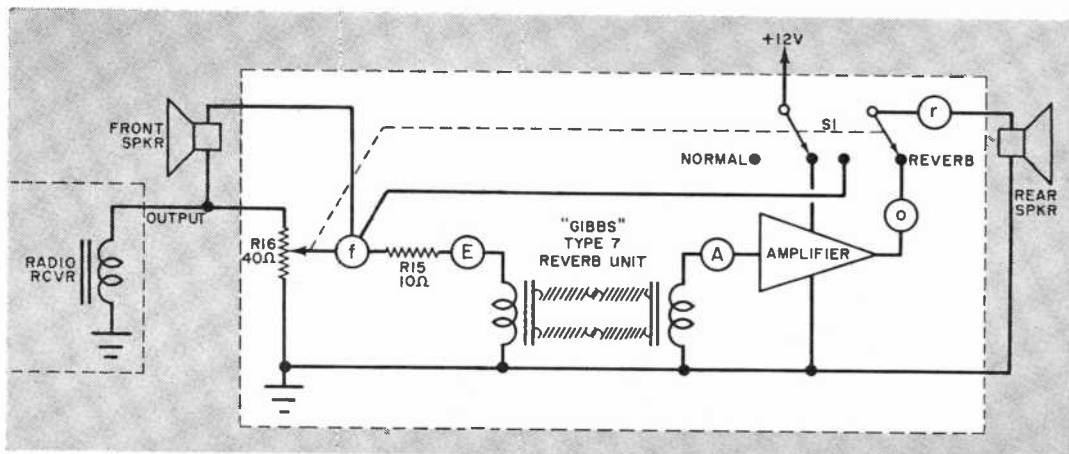 +12V
FRONT
SPKR
r
S1
NORMAL
REVERB
REAR
SPKR
OUTPUT
"GIBBS"
TYPE 7
REVERB UNIT
o
RADIO
RCVR
R16
40Ω
f
R15
10Ω
E
A
AMPLIFIER